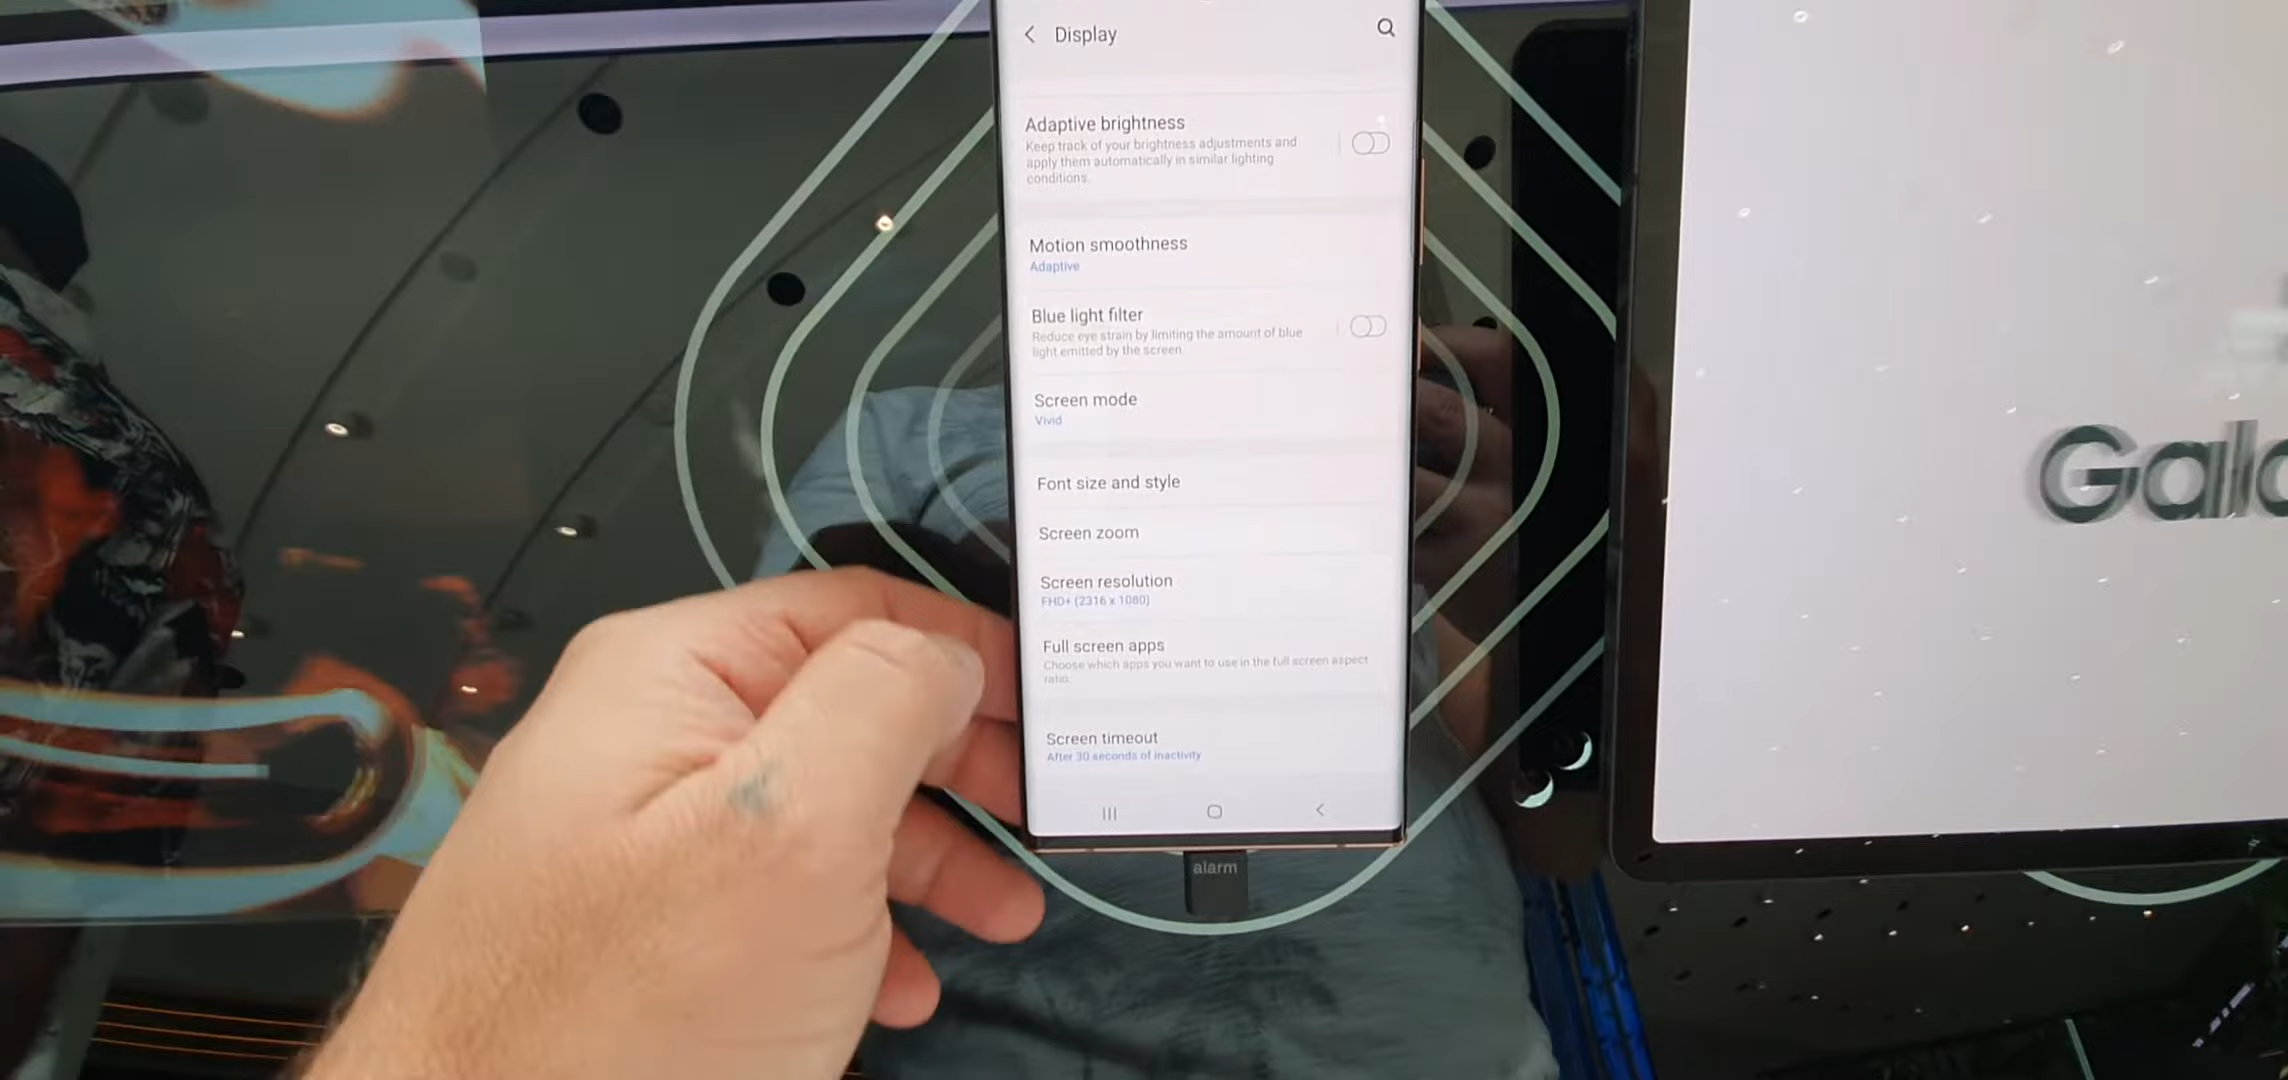 Display
Adaptive brightness
Keep track of your brightness adjustments and
apply them automatically in similar lighting
conditions.
Motion smoothness
Adaptive
Blue light filter
Reduce eye strain by limiting the amount of blue
light emitted by the screen.
Screen mode
Vivid
Font size and style
Screen zoom
Screen resolution
FHD+ (2316 x 1080)
Full screen apps
Choose which apps you want to use in the full screen aspect
ratio.
Screen timeout
After 30 seconds of inactivity
alarm
Gala